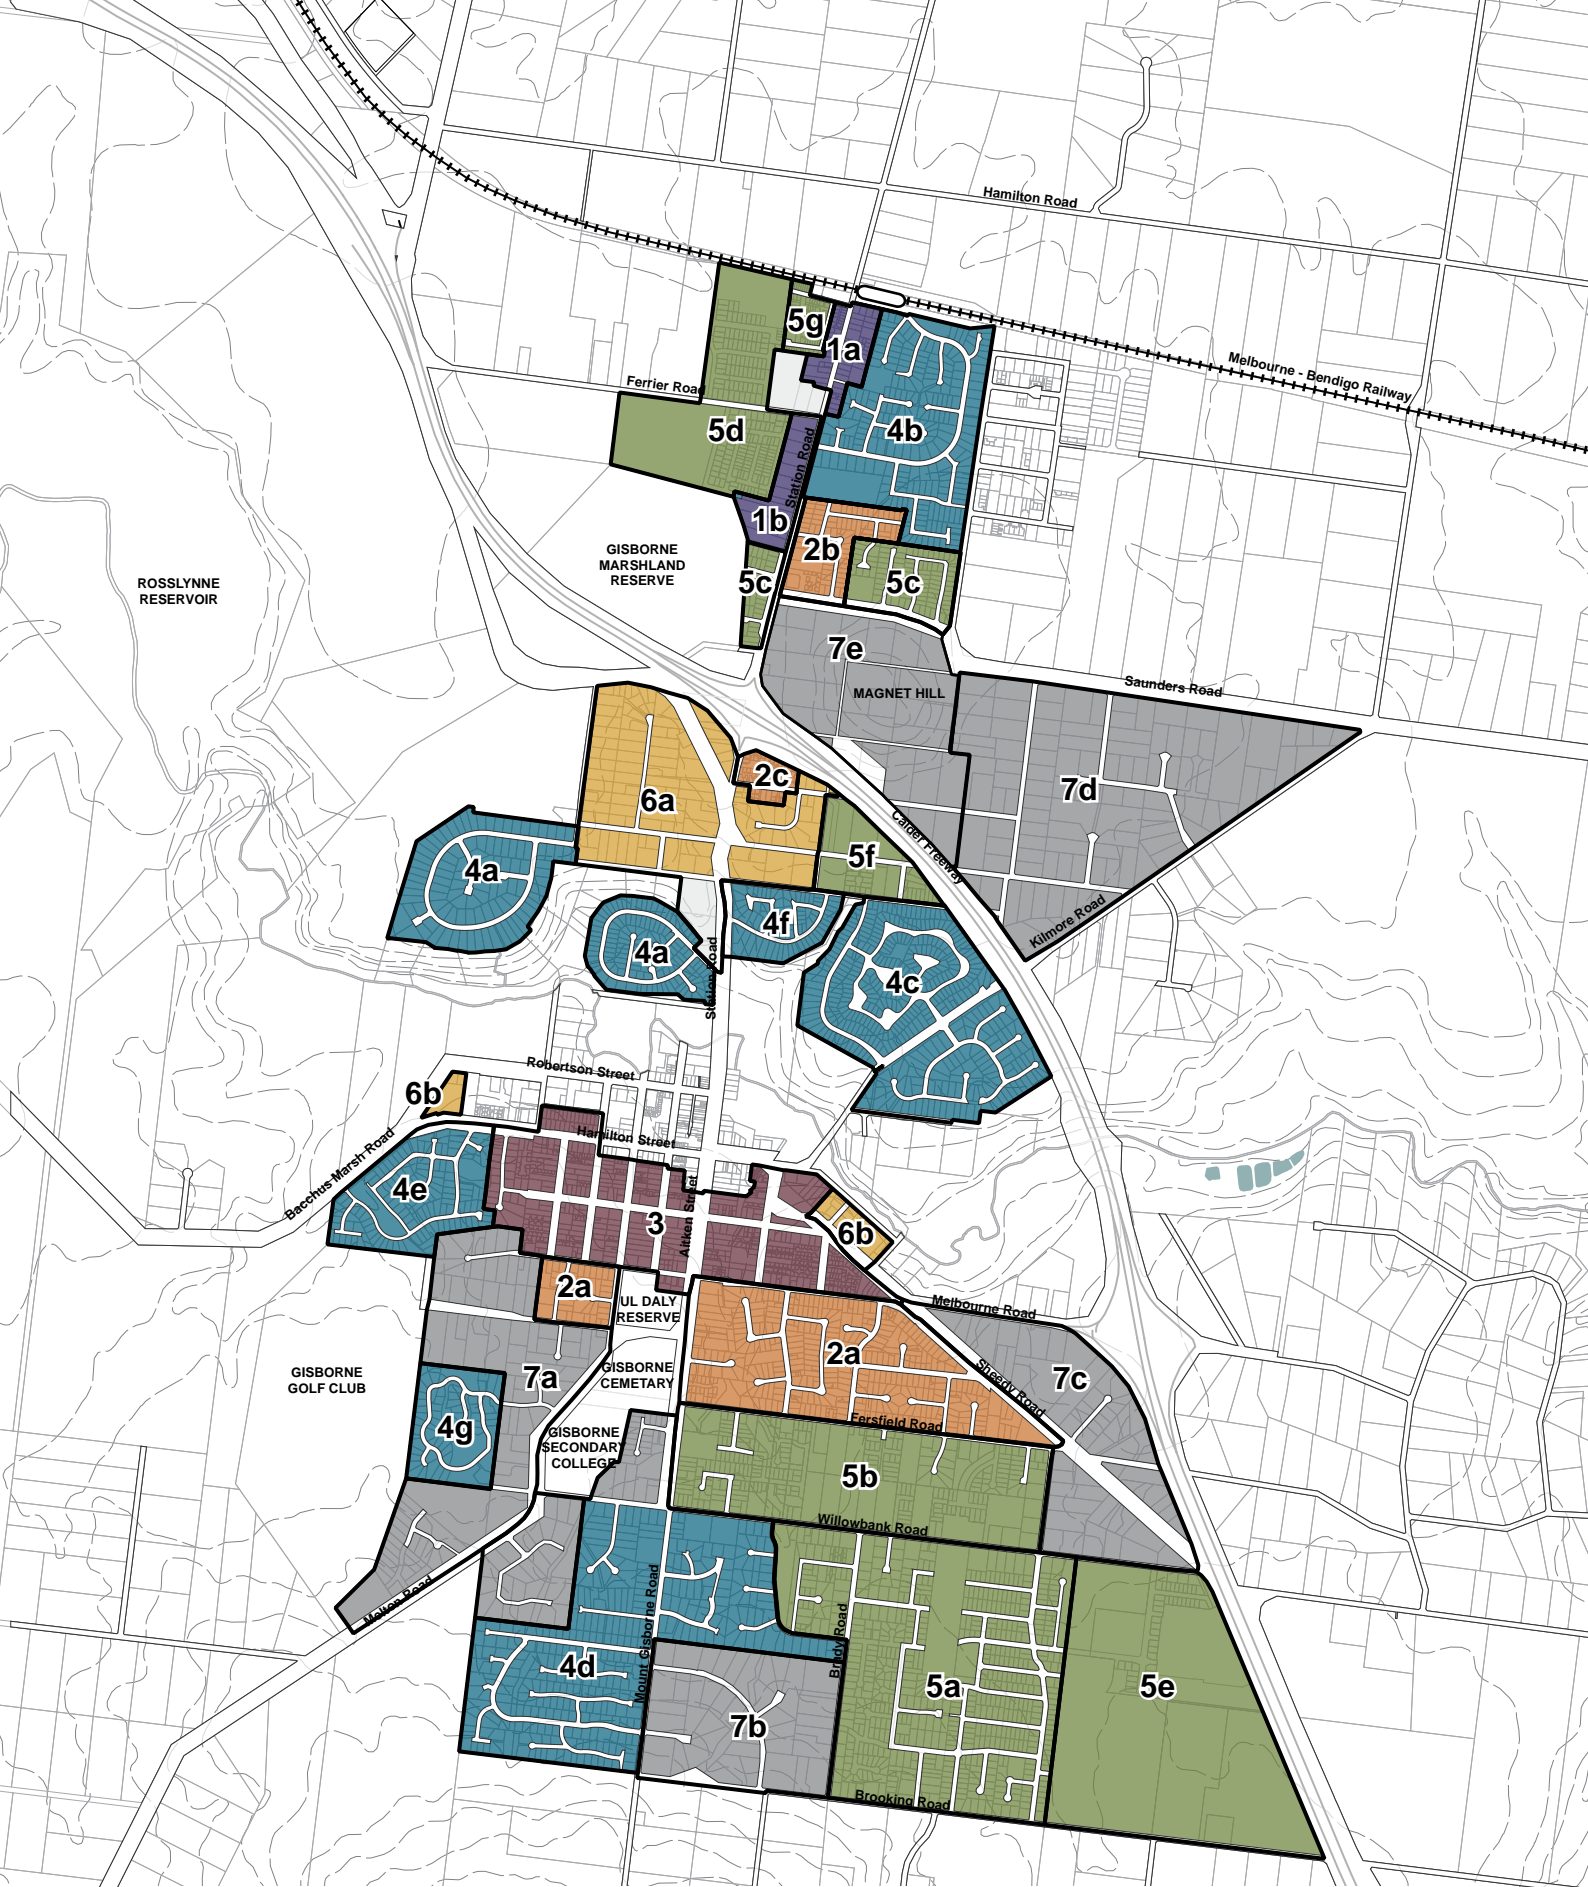 Hamilton Road
5g
1a
Melbourne - Bendigo Railway
Ferrier Road
5d
4b
Station Road
1b
2b
GISBORNE
MARSHLAND
RESERVE
5c
5c
ROSSLYNNE
RESERVOIR
7e
MAGNET HILL
Saunders Road
2c
6a
7d
Calder Freeway
5f
4a
4f
Kilmore Road
4a
4c
Station Road
Robertson Street
6b
Hamilton Street
Bacchus Marsh Road
4e
3
Aitken Street
6b
2a
UL DALY
RESERVE
Melbourne Road
2a
GISBORNE
GOLF CLUB
7a
GISBORNE
CEMETARY
Sheedy Road
7c
4g
Fersfield Road
GISBORNE
SECONDARY
COLLEGE
5b
Willowbank Road
Melton Road
Mount Gisborne Road
Brady Road
4d
5a
5e
7b
Brooking Road